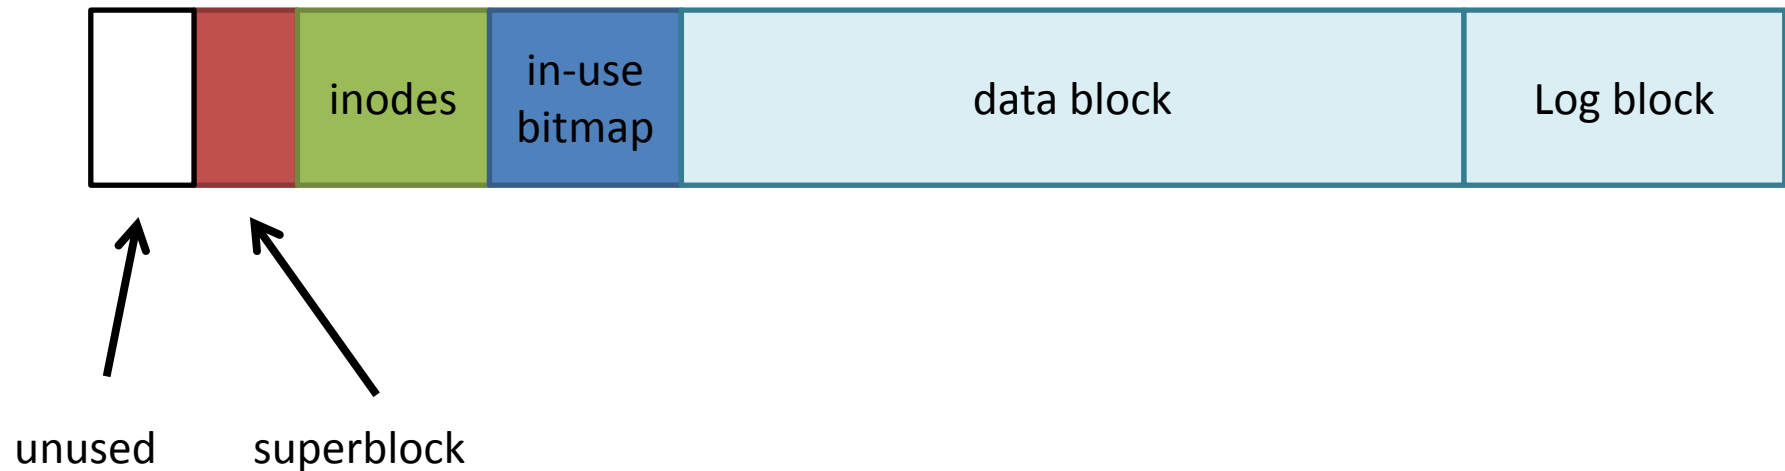 inodes
in-use
bitmap
data block
Log block
unused
superblock